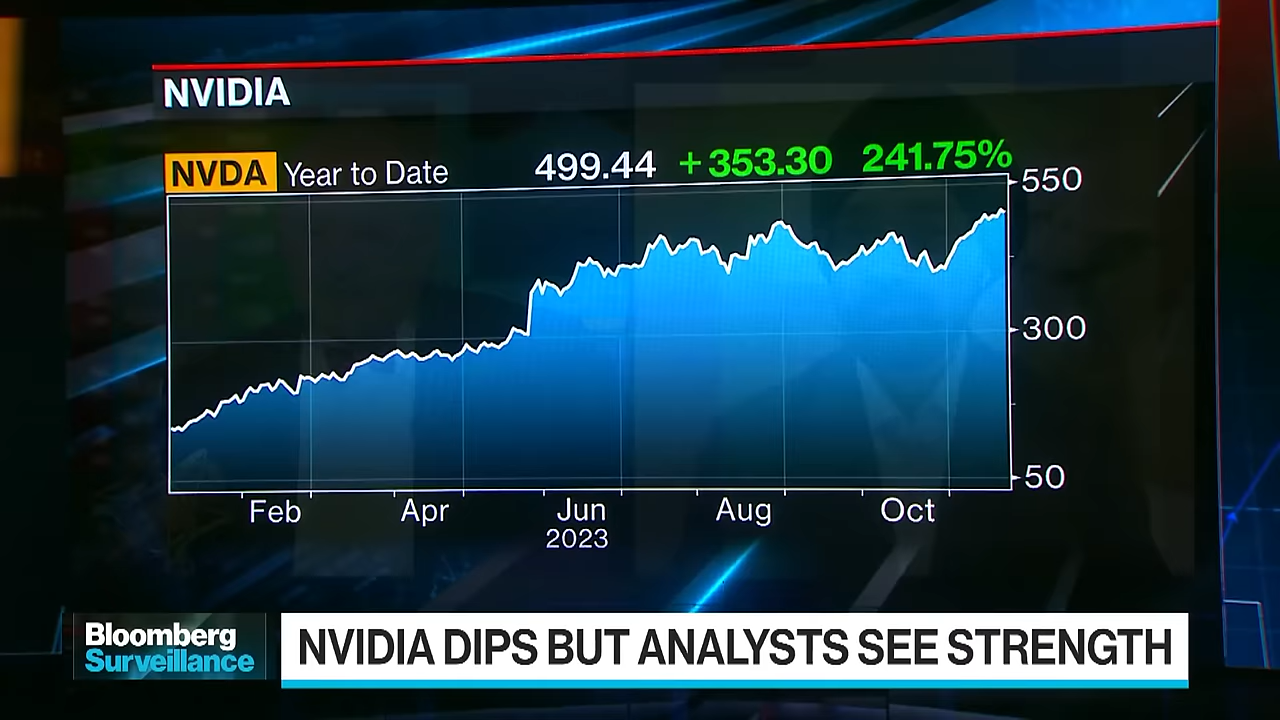 NVIDIA
NVDA Year to Date 499.44 +353.30 241.75%
550
300
50
Feb Apr Jun Aug Oct
2023
Bloomberg
Surveillance
NVIDIA DIPS BUT ANALYSTS SEE STRENGTH